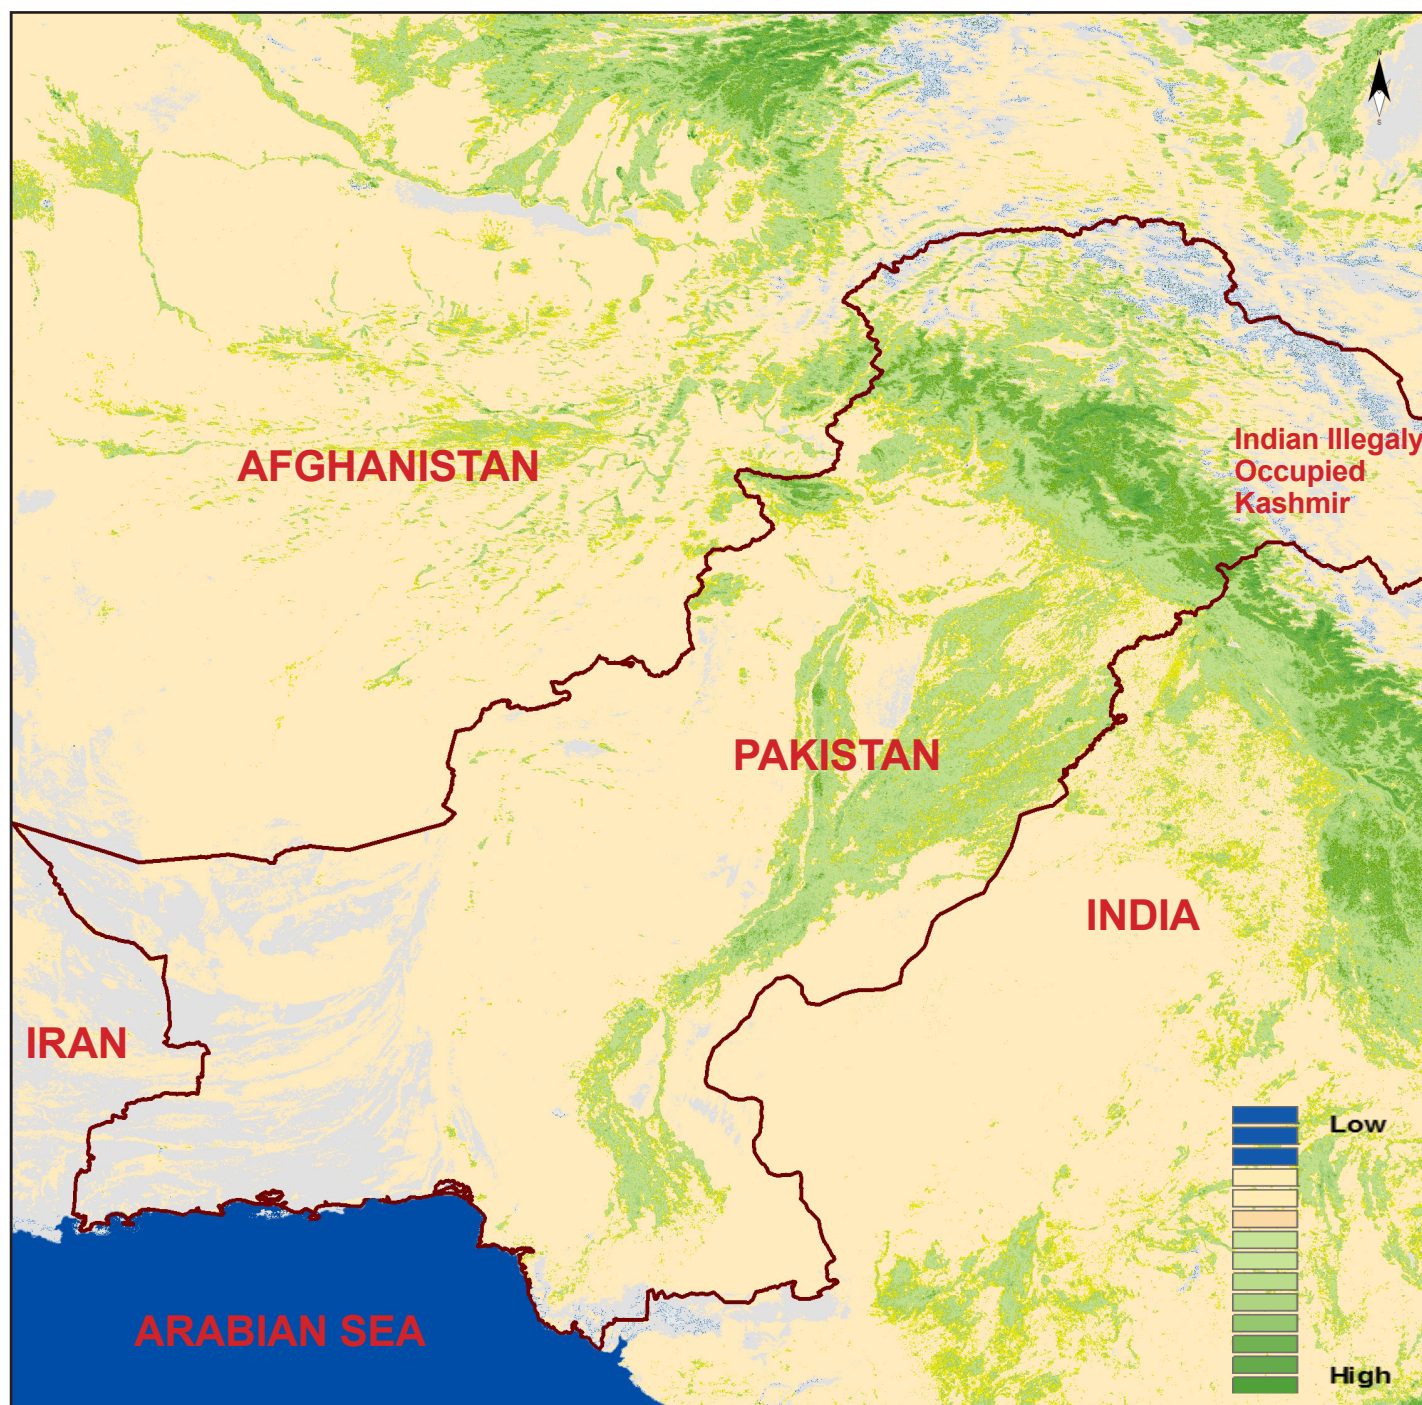 N
S
Indian Illegaly
Occupied
Kashmir
AFGHANISTAN
PAKISTAN
INDIA
IRAN
Low
ARABIAN SEA
High